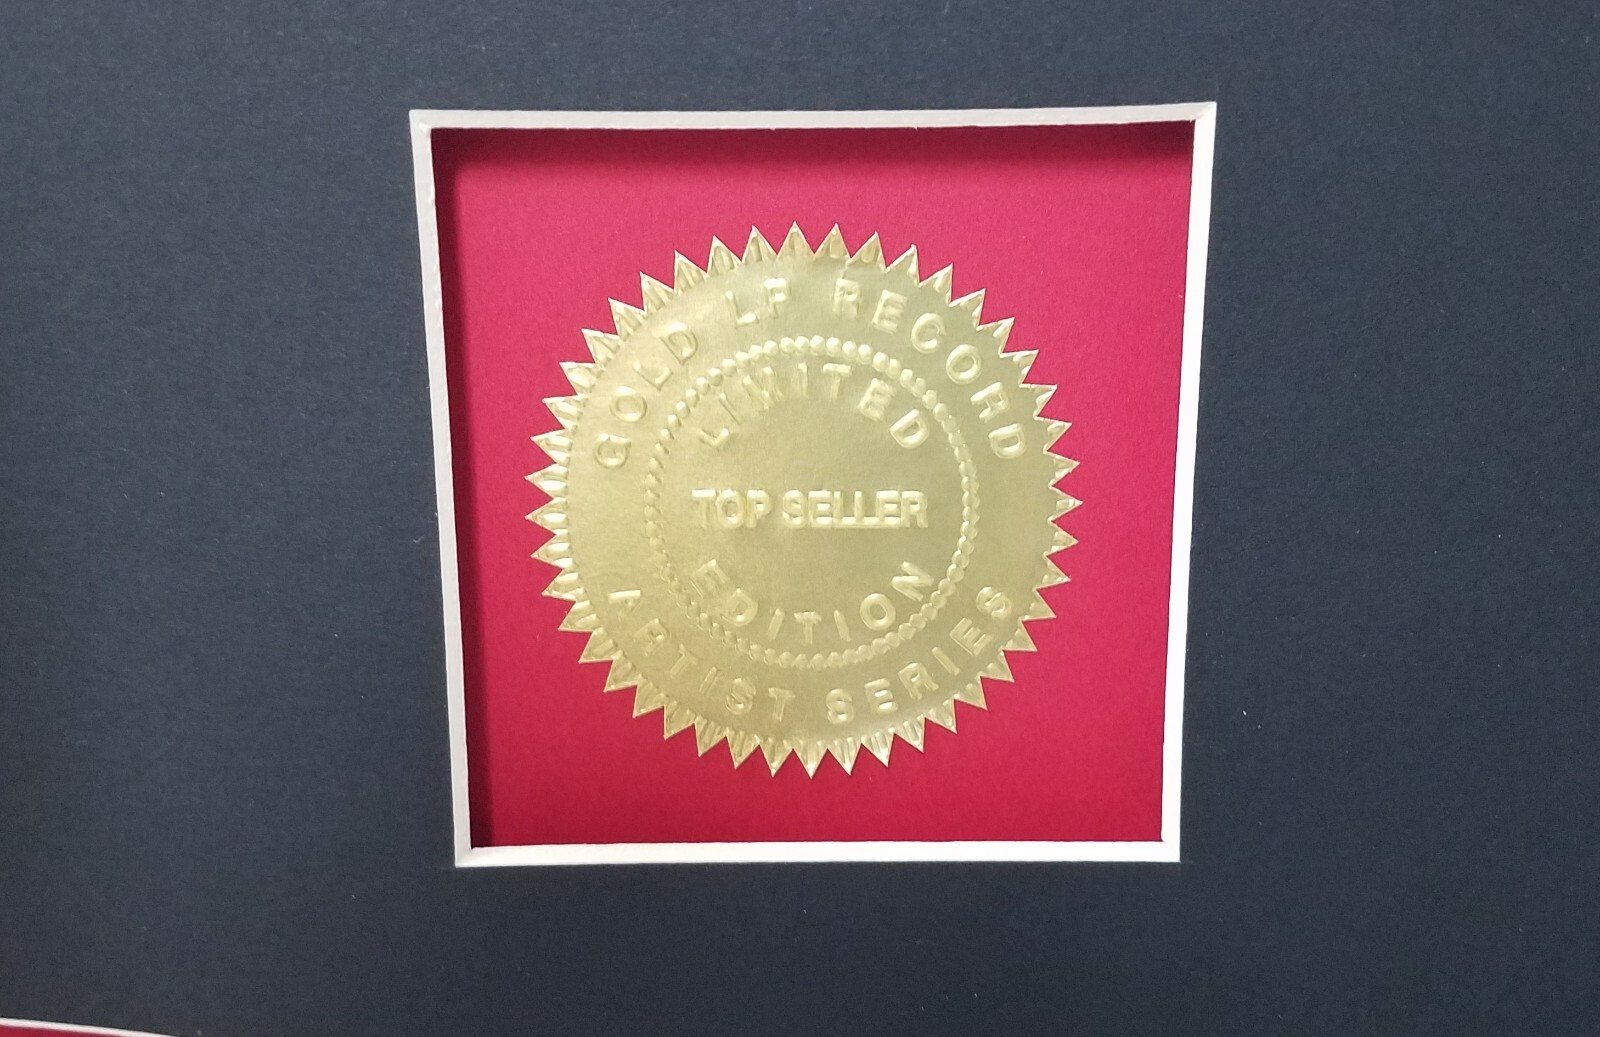 GOLD LP RECORD
LIMITED
TOP SELLER
EDITION
ARTIST SERIES